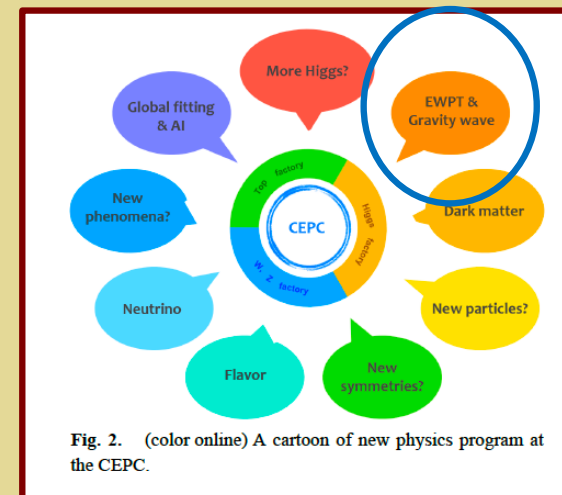 More Higgs?
Global fitting
& AI
EWPT &
Gravity wave
Top factory
New
phenomena?
CEPC
Higgs factory
Dark matter
W, Z factory
Neutrino
New particles?
Flavor
New
symmetries?
Fig. 2. (color online) A cartoon of new physics program at
the CEPC.